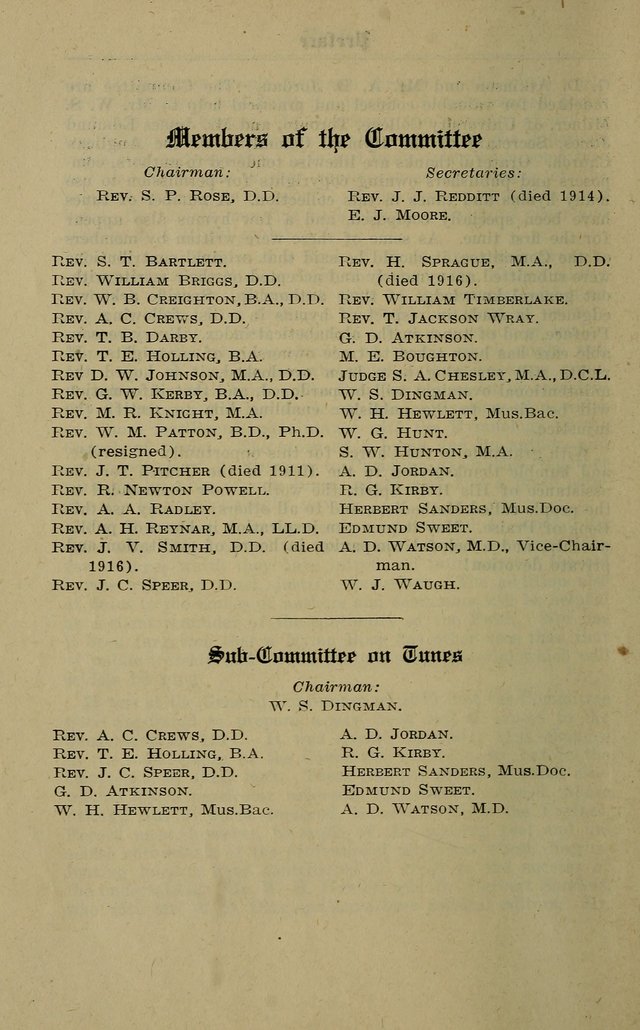 Members of the Committee
Chairman:
REV. S. P. ROSE, D.D.
Secretaries:
REV. J. J. REDDITT (died 1914).
E. J. MOORE.
REV. S. T. BARTLETT.
REV. WILLIAM BRIGGS, D.D.
REV. W. B. CREIGHTON, B.A., D.D.
REV. A. C. CREWS, D.D.
REV. T. B. DARBY.
REV. T. E. HOLLING, B.A.
REV D. W. JOHNSON, M.A., D.D.
REV. G. W. KERBY, B.A., D.D.
REV. M. R. KNIGHT, M.A.
REV. W. M. PATTON, B.D., Ph.D.
(resigned).
REV. J. T. PITCHER (died 1911).
REV. R. NEWTON POWELL.
REV. A. A. RADLEY.
REV. A. H. REYNAR, M.A., LL.D.
REV. J. V. SMITH, D.D. (died
1916).
REV. J. C. SPEER, D.D.
REV. H. SPRAGUE, M.A., D.D.
(died 1916).
REV. WILLIAM TIMBERLAKE.
REV. T. JACKSON WRAY.
G. D. ATKINSON.
M. E. BOUGHTON.
JUDGE S. A. CHESLEY, M.A., D.C.L.
W. S. DINGMAN.
W. H. HEWLETT, Mus.Bac.
W. G. HUNT.
S. W. HUNTON, M.A.
A. D. JORDAN.
R. G. KIRBY.
HERBERT SANDERS, Mus.Doc.
EDMUND SWEET.
A. D. WATSON, M.D., Vice-Chair-
man.
W. J. WAUGH.
Sub-Committee on Tunes
Chairman:
W. S. DINGMAN.
REV. A. C. CREWS, D.D.
REV. T. E. HOLLING, B.A.
REV. J. C. SPEER, D.D.
G. D. ATKINSON.
W. H. HEWLETT, Mus.Bac.
A. D. JORDAN.
R. G. KIRBY.
HERBERT SANDERS, Mus.Doc.
EDMUND SWEET.
A. D. WATSON, M.D.